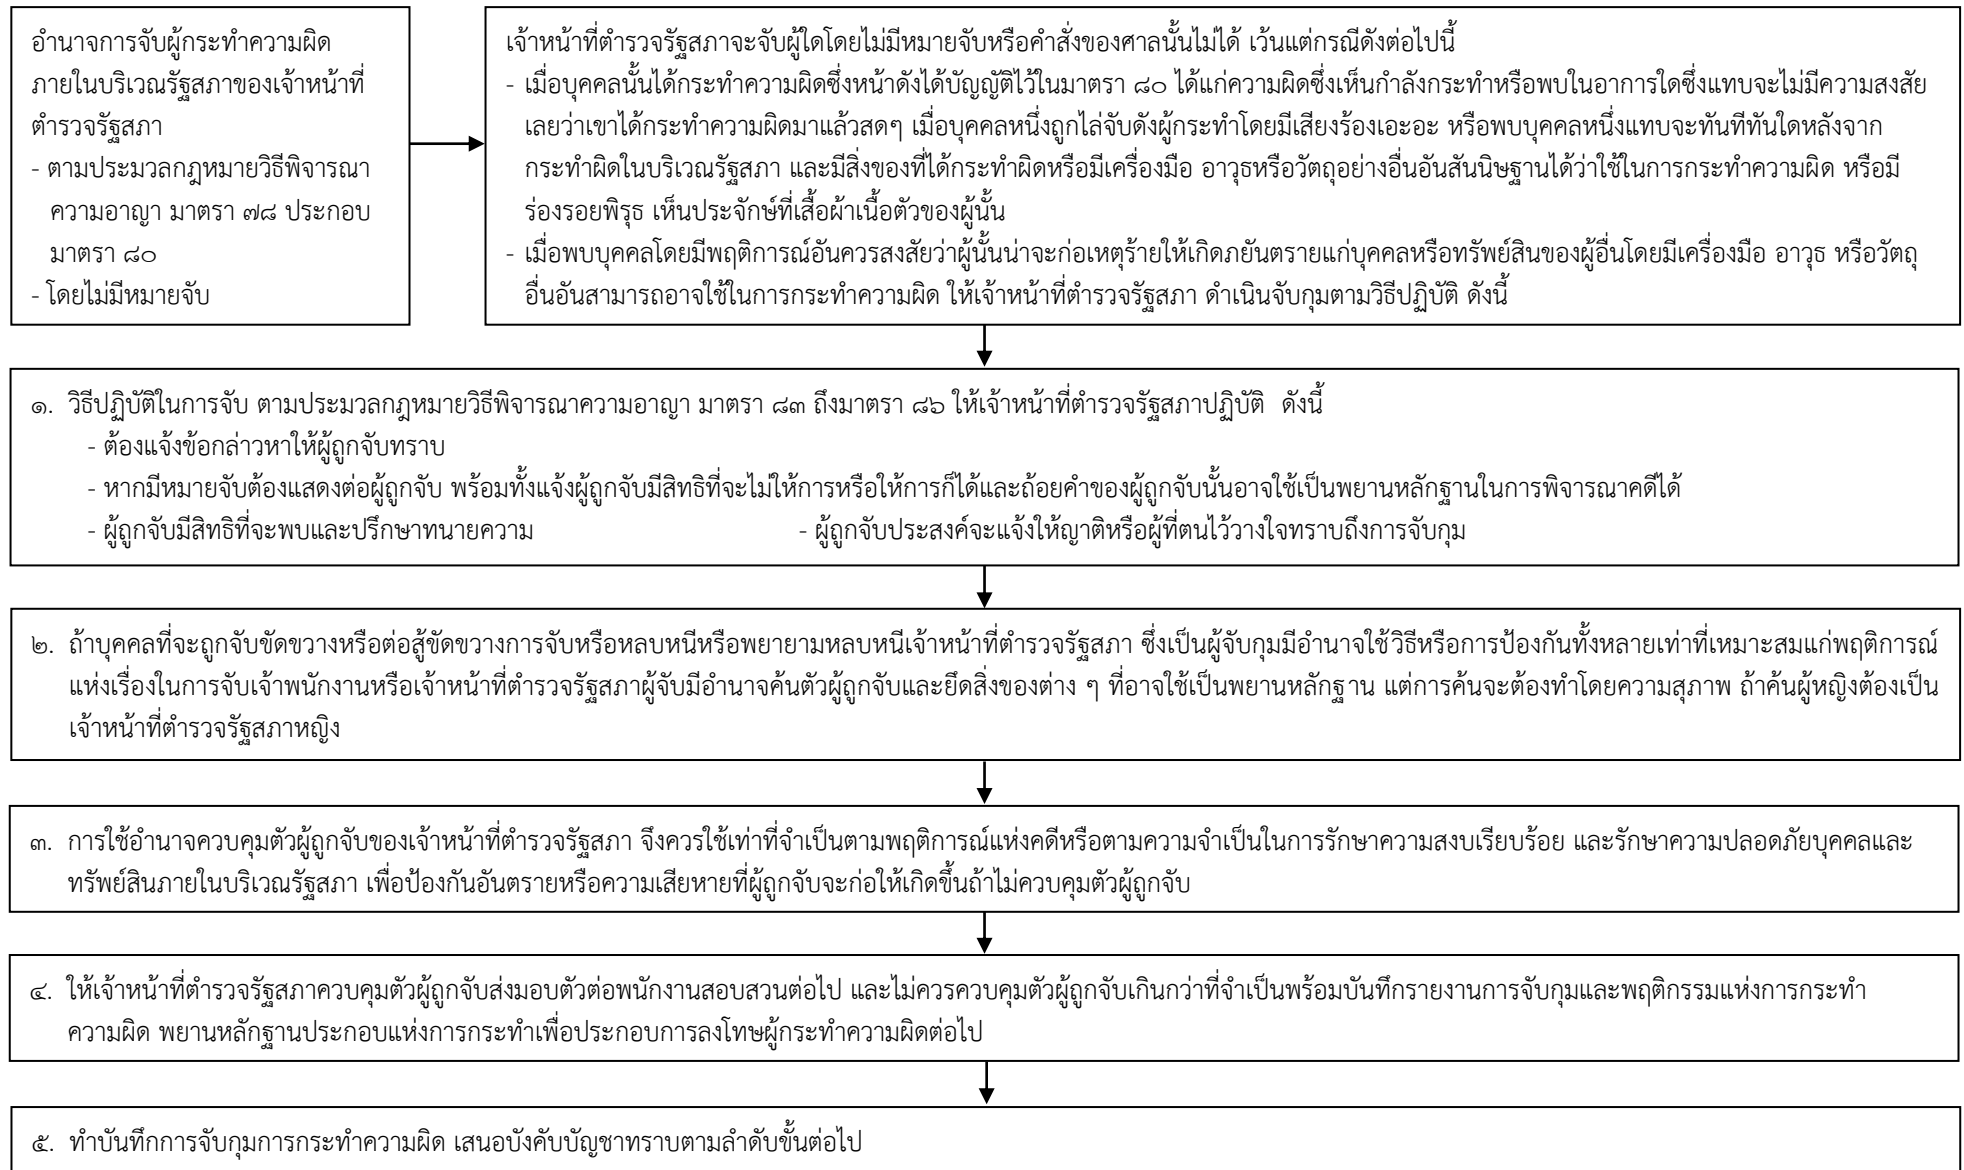 อำนาจการจับผู้กระทำความผิด
ภายในบริเวณรัฐสภาของเจ้าหน้าที่
ตำรวจรัฐสภา
- ตามประมวลกฎหมายวิธีพิจารณา
ความอาญา มาตรา ๗๘ ประกอบ
มาตรา ๘๐
- โดยไม่มีหมายจับ
เจ้าหน้าที่ตำรวจรัฐสภาจะจับผู้ใดโดยไม่มีหมายจับหรือคำสั่งของศาลนั้นไม่ได้ เว้นแต่กรณีดังต่อไปนี้
- เมื่อบุคคลนั้นได้กระทำความผิดซึ่งหน้าดังได้บัญญัติไว้ในมาตรา ๘๐ ได้แก่ความผิดซึ่งเห็นกำลังกระทำหรือพบในอาการใดซึ่งแทบจะไม่มีความสงสัย
เลยว่าเขาได้กระทำความผิดมาแล้วสดๆ เมื่อบุคคลหนึ่งถูกไล่จับดังผู้กระทำโดยมีเสียงร้องเอะอะ หรือพบบุคคลหนึ่งแทบจะทันทีทันใดหลังจาก
กระทำผิดในบริเวณรัฐสภา และมีสิ่งของที่ได้กระทำผิดหรือมีเครื่องมือ อาวุธหรือวัตถุอย่างอื่นอันสันนิษฐานได้ว่าใช้ในการกระทำความผิด หรือมี
ร่องรอยพิรุธ เห็นประจักษ์ที่เสื้อผ้าเนื้อตัวของผู้นั้น
- เมื่อพบบุคคลโดยมีพฤติการณ์อันควรสงสัยว่าผู้นั้นน่าจะก่อเหตุร้ายให้เกิดภยันตรายแก่บุคคลหรือทรัพย์สินของผู้อื่นโดยมีเครื่องมือ อาวุธ หรือวัตถุ
อื่นอันสามารถอาจใช้ในการกระทำความผิด ให้เจ้าหน้าที่ตำรวจรัฐสภา ดำเนินจับกุมตามวิธีปฏิบัติ ดังนี้
๑. วิธีปฏิบัติในการจับ ตามประมวลกฎหมายวิธีพิจารณาความอาญา มาตรา ๘๓ ถึงมาตรา ๘๖ ให้เจ้าหน้าที่ตำรวจรัฐสภาปฏิบัติ ดังนี้
- ต้องแจ้งข้อกล่าวหาให้ผู้ถูกจับทราบ
- หากมีหมายจับต้องแสดงต่อผู้ถูกจับ พร้อมทั้งแจ้งผู้ถูกจับมีสิทธิที่จะไม่ให้การหรือให้การก็ได้และถ้อยคำของผู้ถูกจับนั้นอาจใช้เป็นพยานหลักฐานในการพิจารณาคดีได้
- ผู้ถูกจับมีสิทธิที่จะพบและปรึกษาทนายความ - ผู้ถูกจับประสงค์จะแจ้งให้ญาติหรือผู้ที่ตนไว้วางใจทราบถึงการจับกุม
๒. ถ้าบุคคลที่จะถูกจับขัดขวางหรือต่อสู้ขัดขวางการจับหรือหลบหนีหรือพยายามหลบหนีเจ้าหน้าที่ตำรวจรัฐสภา ซึ่งเป็นผู้จับกุมมีอำนาจใช้วิธีหรือการป้องกันทั้งหลายเท่าที่เหมาะสมแก่พฤติการณ์
แห่งเรื่องในการจับเจ้าพนักงานหรือเจ้าหน้าที่ตำรวจรัฐสภาผู้จับมีอำนาจค้นตัวผู้ถูกจับและยึดสิ่งของต่าง ๆ ที่อาจใช้เป็นพยานหลักฐาน แต่การค้นจะต้องทำโดยความสุภาพ ถ้าค้นผู้หญิงต้องเป็น
เจ้าหน้าที่ตำรวจรัฐสภาหญิง
๓. การใช้อำนาจควบคุมตัวผู้ถูกจับของเจ้าหน้าที่ตำรวจรัฐสภา จึงควรใช้เท่าที่จำเป็นตามพฤติการณ์แห่งคดีหรือตามความจำเป็นในการรักษาความสงบเรียบร้อย และรักษาความปลอดภัยบุคคลและ
ทรัพย์สินภายในบริเวณรัฐสภา เพื่อป้องกันอันตรายหรือความเสียหายที่ผู้ถูกจับจะก่อให้เกิดขึ้นถ้าไม่ควบคุมตัวผู้ถูกจับ
๔. ให้เจ้าหน้าที่ตำรวจรัฐสภาควบคุมตัวผู้ถูกจับส่งมอบตัวต่อพนักงานสอบสวนต่อไป และไม่ควรควบคุมตัวผู้ถูกจับเกินกว่าที่จำเป็นพร้อมบันทึกรายงานการจับกุมและพฤติกรรมแห่งการกระทำ
ความผิด พยานหลักฐานประกอบแห่งการกระทำเพื่อประกอบการลงโทษผู้กระทำความผิดต่อไป
๕. ทำบันทึกการจับกุมการกระทำความผิด เสนอบังคับบัญชาทราบตามลำดับขั้นต่อไป